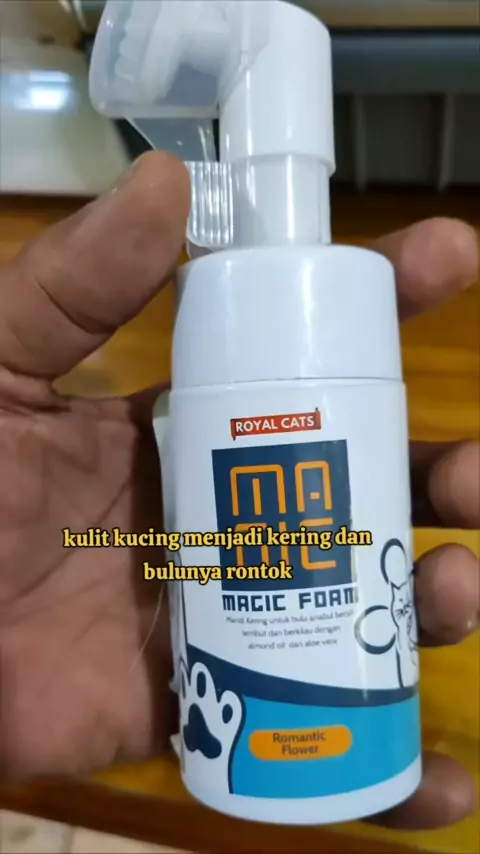 ROYAL CATS
MAGIC
kulit kucing menjadi kering dan
bulunya rontok
MAGIC FOAM
Mandi Kering untuk bulu anabul bersih
lembut dan berkilau dengan
almond oil dan aloe vera
Romantic
Flower